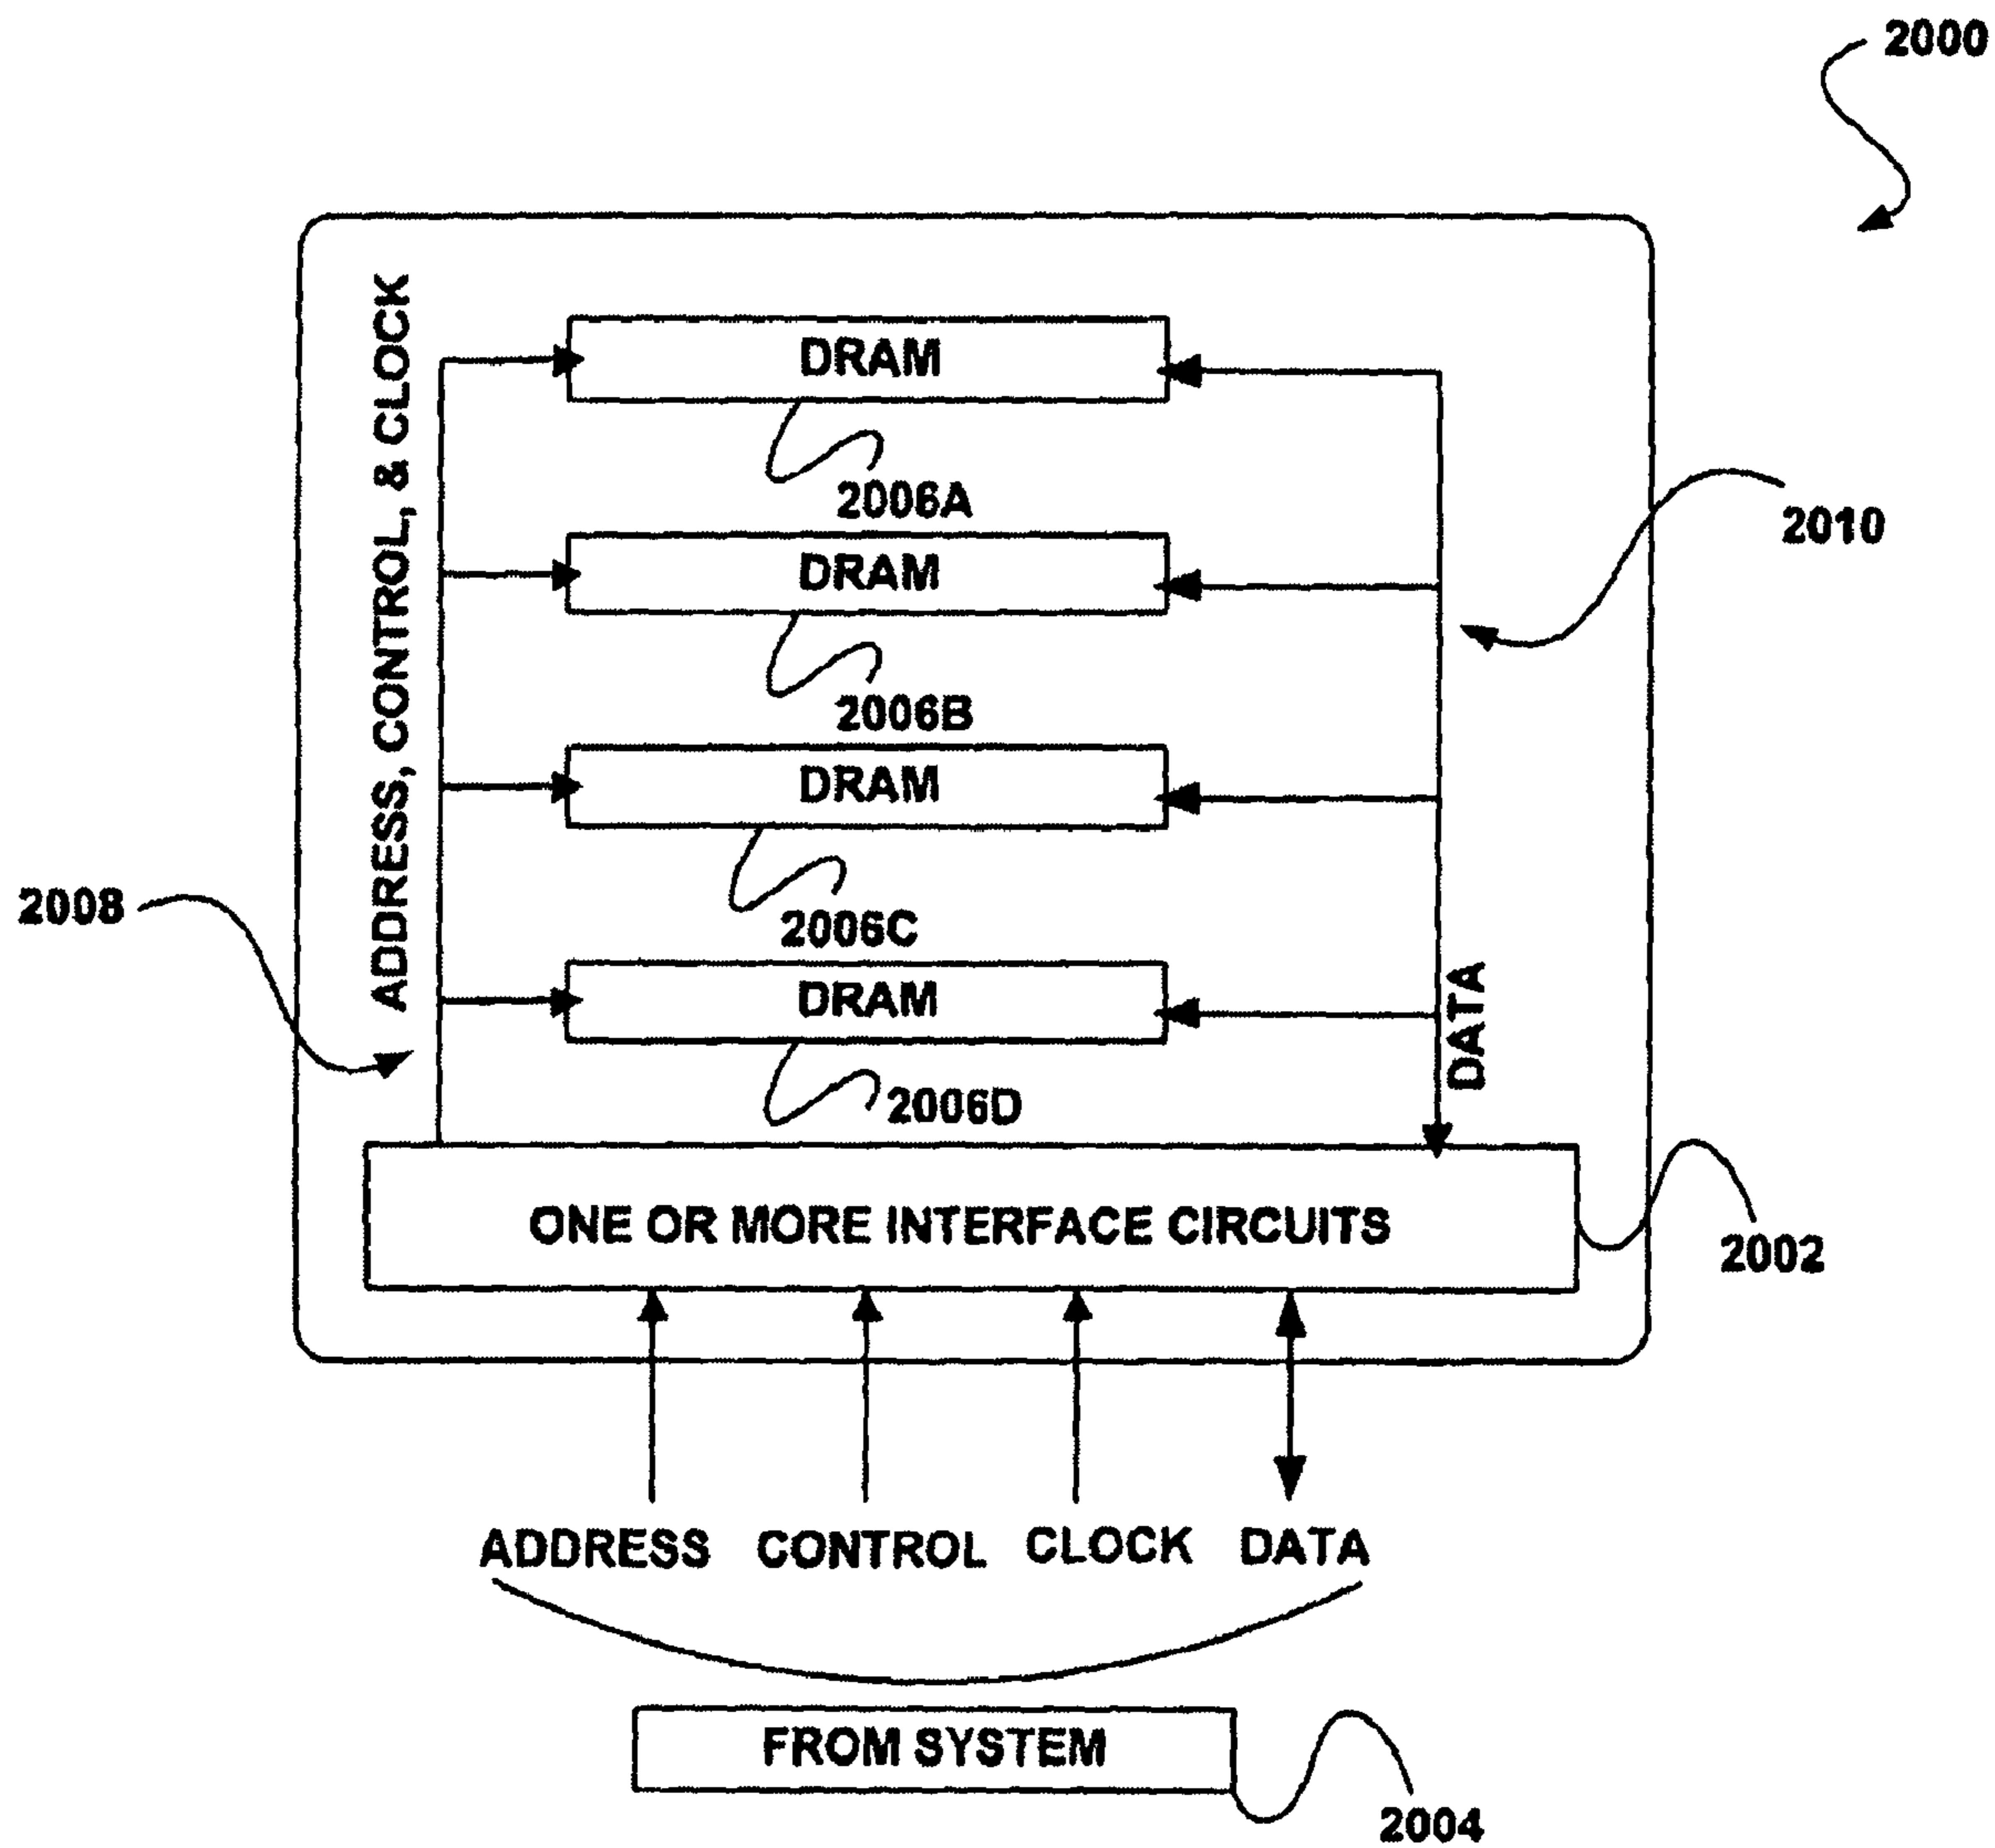 2000
ADDRESS, CONTROL, & CLOCK
DRAM
2006A
2010
DRAM
2006B
DRAM
2008
2006C
DRAM
DATA
2006D
ONE OR MORE INTERFACE CIRCUITS
2002
ADDRESS CONTROL CLOCK DATA
FROM SYSTEM
2004